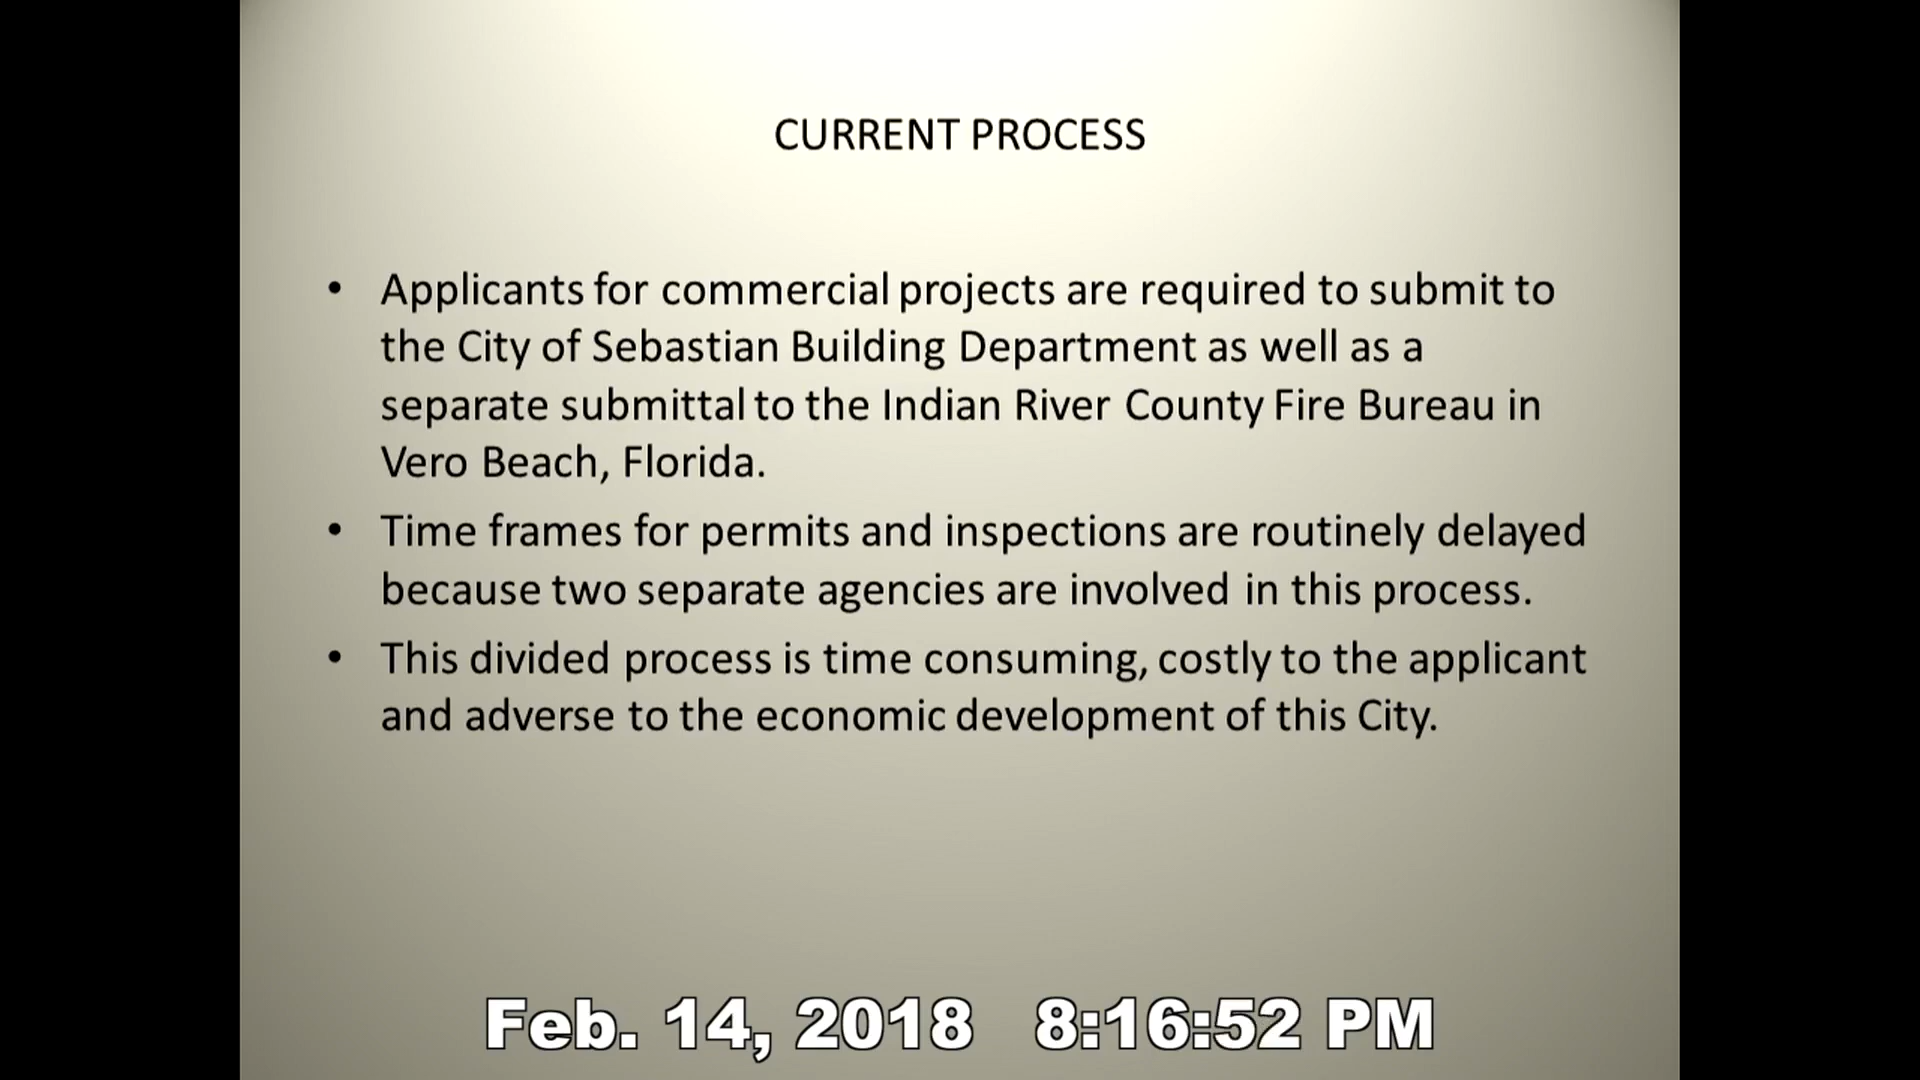 CURRENT PROCESS
• Applicants for commercial projects are required to submit to
the City of Sebastian Building Department as well as a
separate submittal to the Indian River County Fire Bureau in
Vero Beach, Florida.
• Time frames for permits and inspections are routinely delayed
because two separate agencies are involved in this process.
• This divided process is time consuming, costly to the applicant
and adverse to the economic development of this City.
Feb. 14, 2018 8:16:52 PM